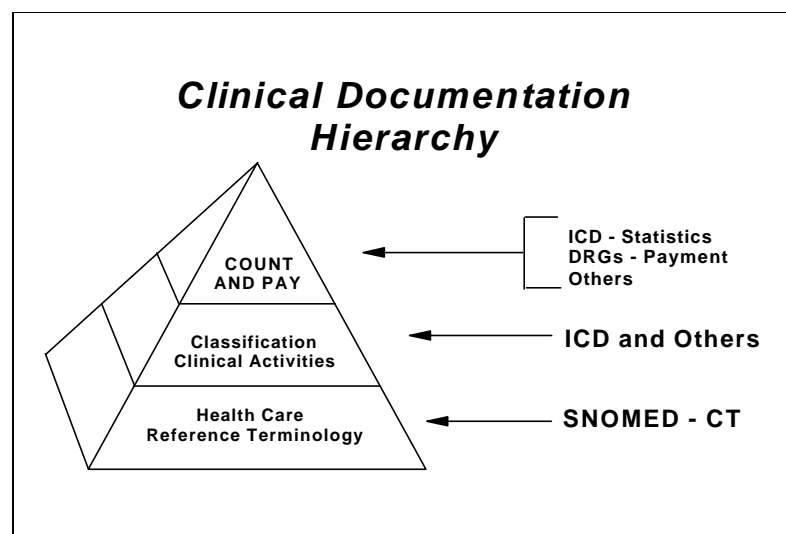 Clinical Documentation
Hierarchy
COUNT
AND PAY
ICD - Statistics
DRGs - Payment
Others
Classification
Clinical Activities
ICD and Others
Health Care
Reference Terminology
SNOMED - CT